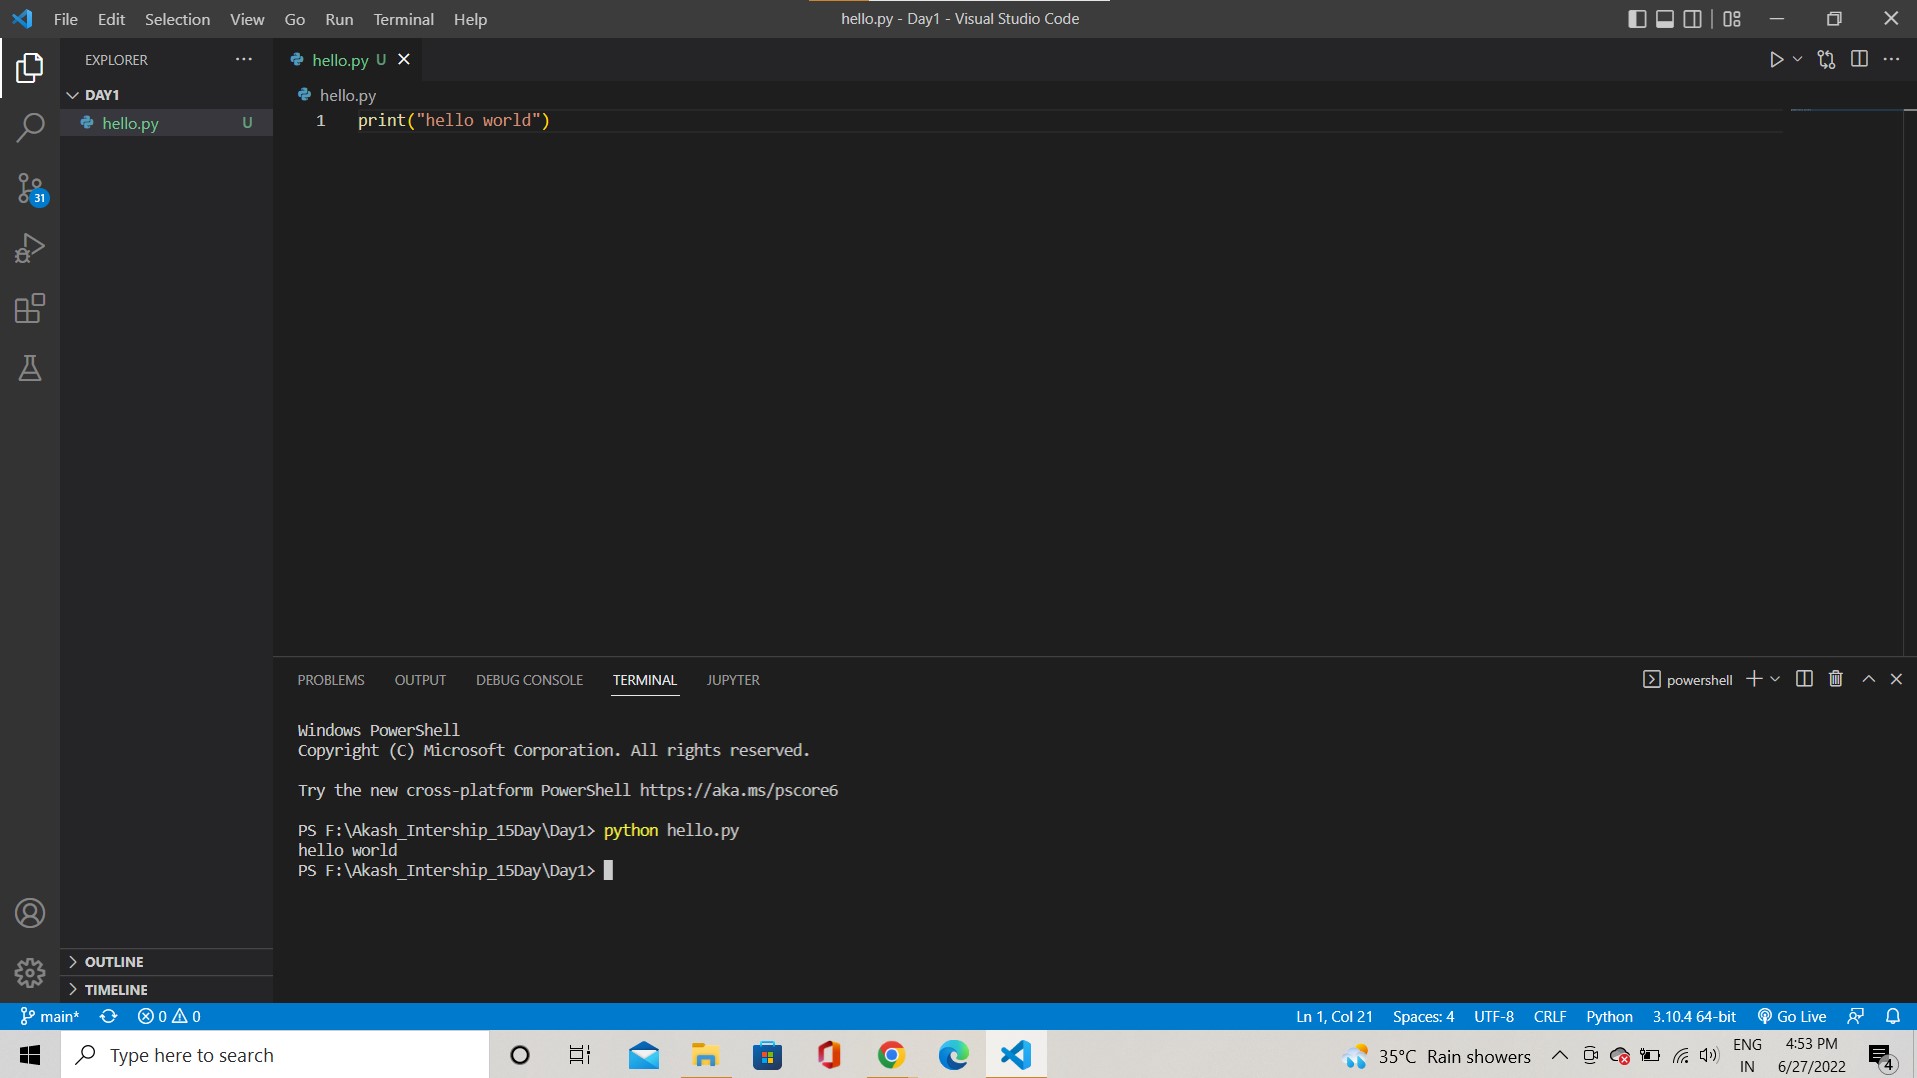 File Edit Selection View Go Run Terminal Help
hello.py - Day1 - Visual Studio Code
EXPLORER
hello.py U
DAY1
hello.py U
hello.py
1 print("hello world")
31
PROBLEMS OUTPUT DEBUG CONSOLE TERMINAL JUPYTER
powershell
Windows PowerShell
Copyright (C) Microsoft Corporation. All rights reserved.
Try the new cross-platform PowerShell https://aka.ms/pscore6
PS F:\Akash_Intership_15Day\Day1> python hello.py
hello world
PS F:\Akash_Intership_15Day\Day1>
OUTLINE
TIMELINE
main* 0 0
Ln 1, Col 21 Spaces: 4 UTF-8 CRLF Python 3.10.4 64-bit Go Live
Type here to search
35°C Rain showers
ENG
IN
4:53 PM
6/27/2022
4